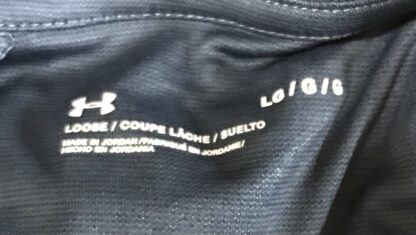 LG / G / G
LOOSE / COUPE LÂCHE / SUELTO
MADE IN JORDAN / FABRIQUÉ EN JORDANIE /
HECHO EN JORDANIA